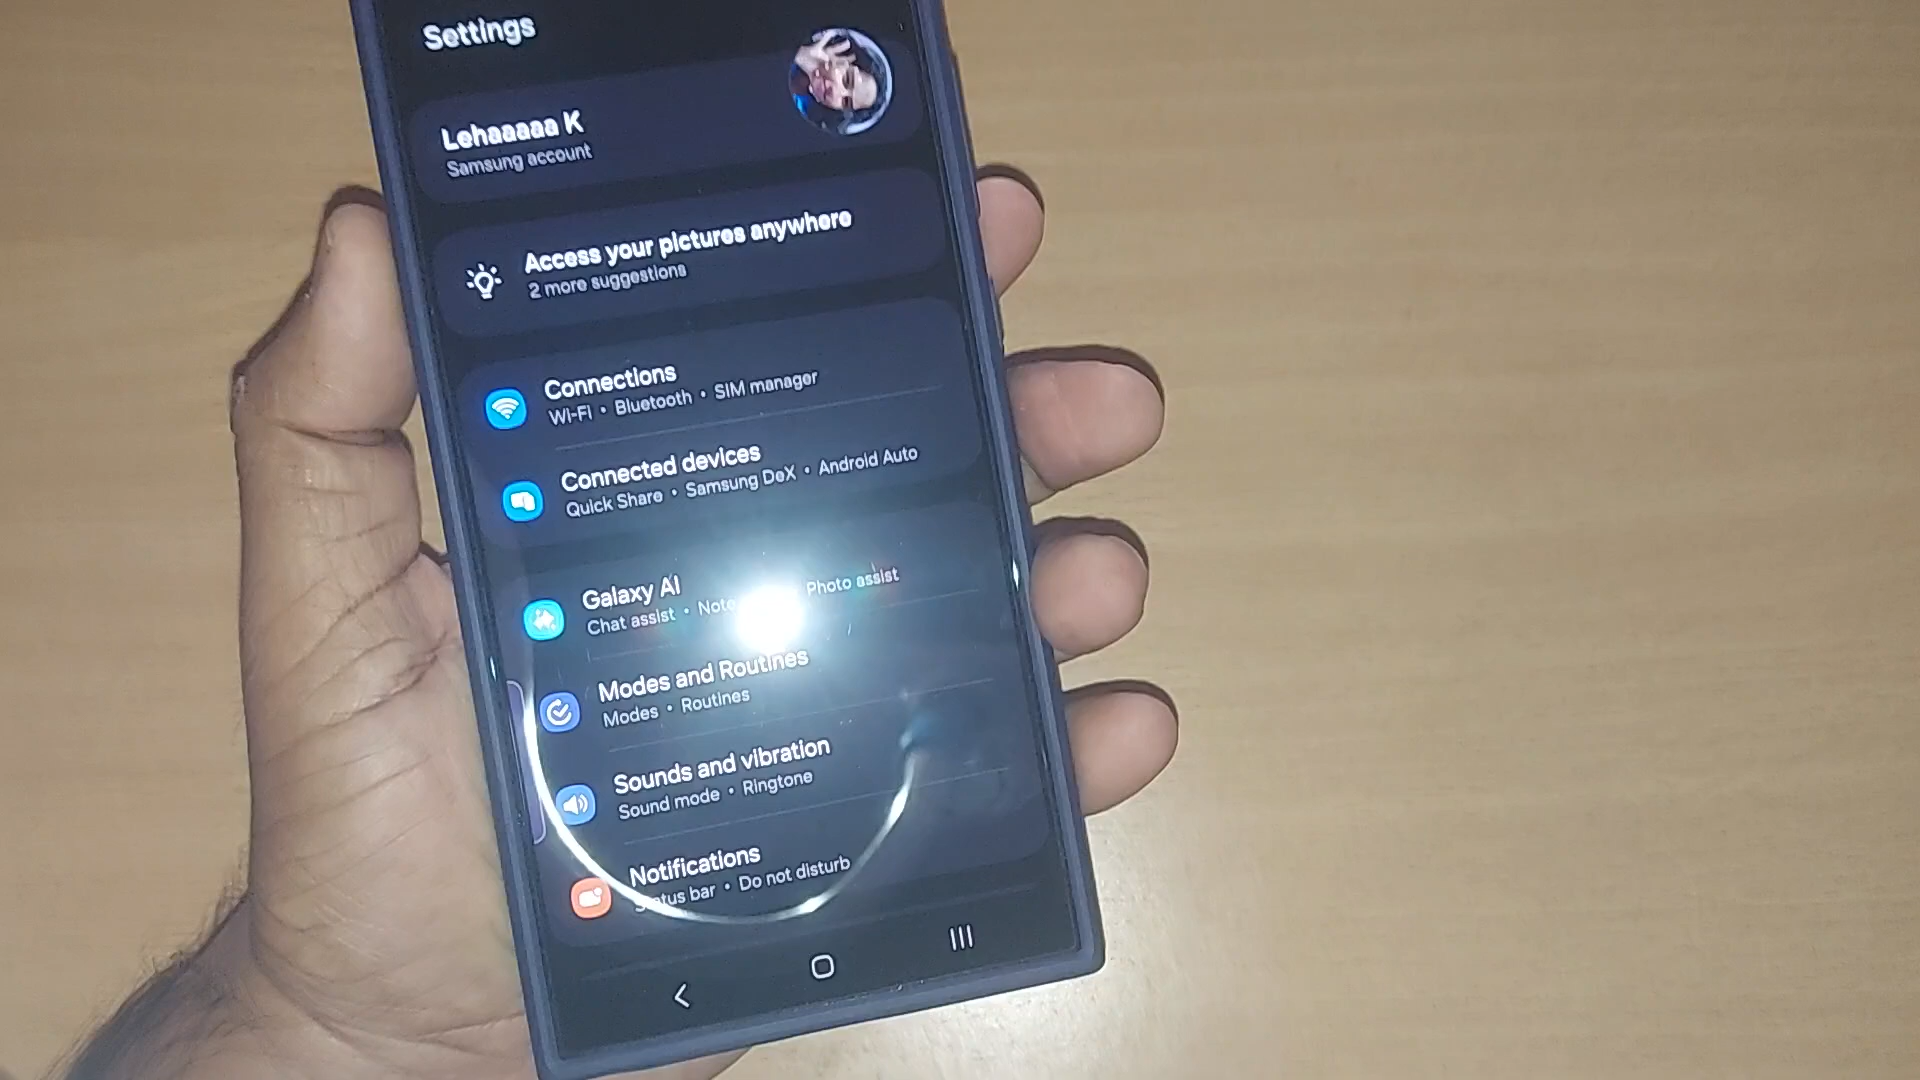 Settings
Lehaaaaa K
Samsung account
Access your pictures anywhere
2 more suggestions
Connections
Wi-Fi • Bluetooth • SIM manager
Connected devices
Quick Share • Samsung DeX • Android Auto
Galaxy AI
Chat assist • Note Photo assist
Modes and Routines
Modes • Routines
Sounds and vibration
Sound mode • Ringtone
Notifications
Status bar • Do not disturb